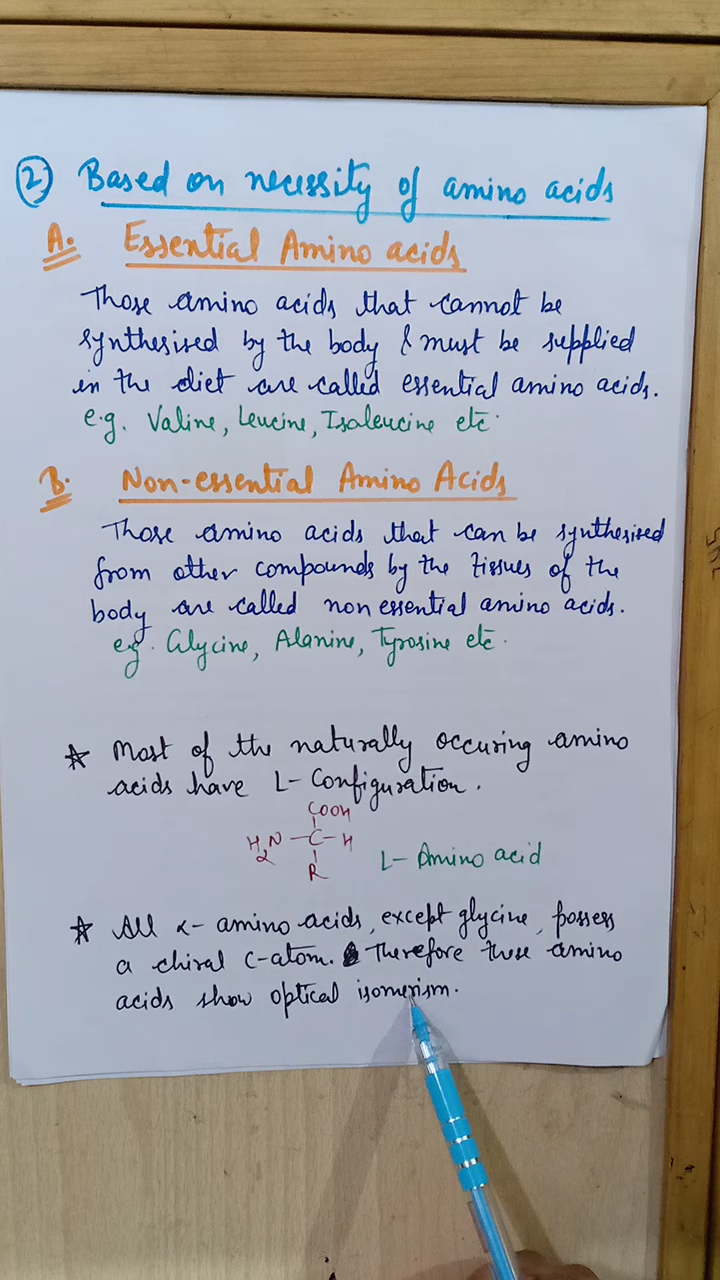 ② Based on necessity of amino acids
A. Essential Amino acids
Those amino acids that cannot be
synthesised by the body & must be supplied
in the diet are called essential amino acids.
e.g. Valine, Leucine, Isoleucine etc.
B. Non-essential Amino Acids
Those amino acids that can be synthesised
from other compounds by the tissues of the
body are called non essential amino acids.
eg. Glycine, Alanine, Tyrosine etc.
☆ Most of the naturally occuring amino
acids have L-Configuration.
COOH
H₂N-C-H
R
L-Amino acid
☆ All α-amino acids, except glycine, possess
a chiral C-atom. Therefore these amino
acids show optical isomerism.